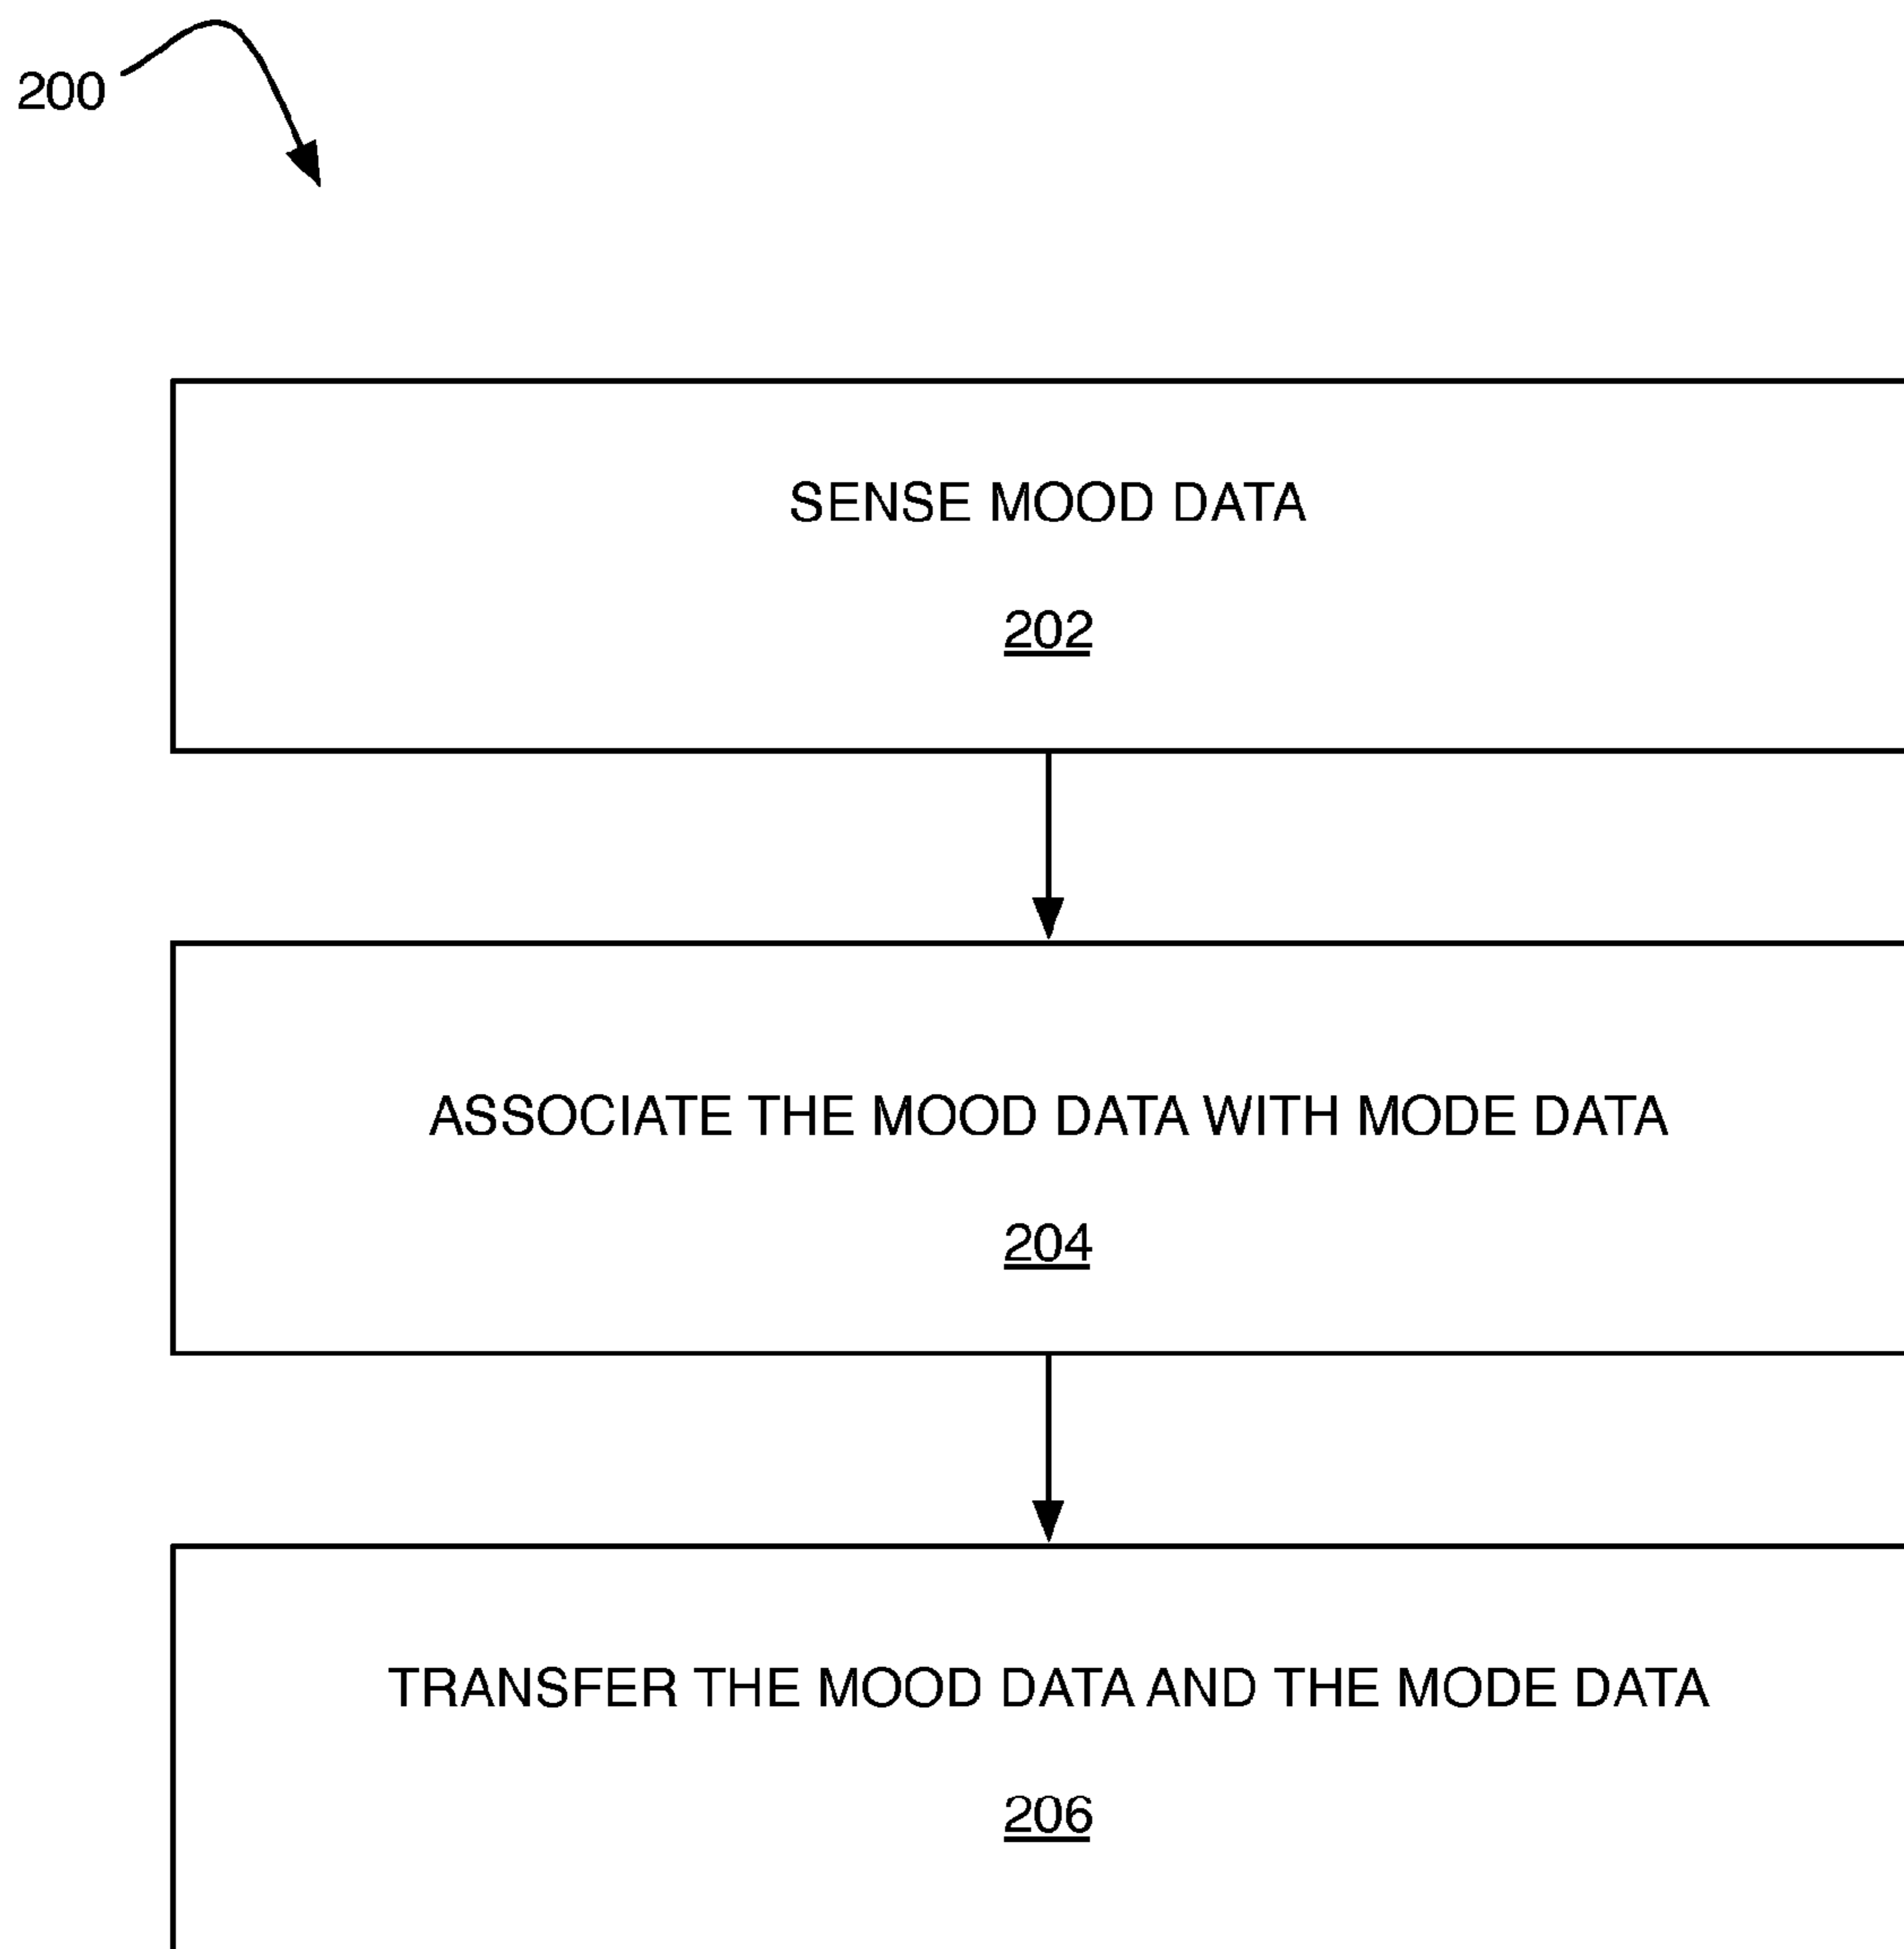 200
SENSE MOOD DATA
202
ASSOCIATE THE MOOD DATA WITH MODE DATA
204
TRANSFER THE MOOD DATA AND THE MODE DATA
206